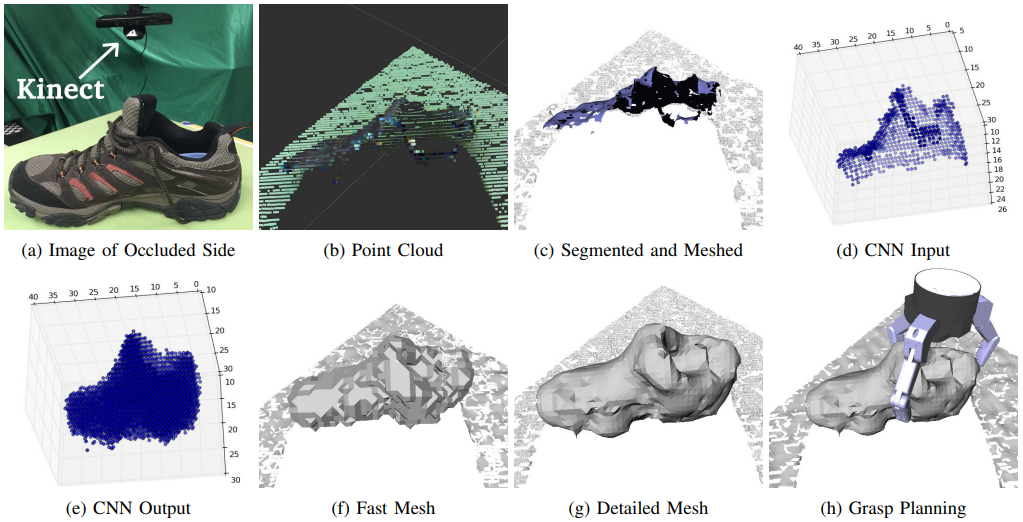 Kinect
40 35 30 25 20 15 10 5 0
5
10
15
20
25
30
10
12
14
16
18
20
22
24
26
(a) Image of Occluded Side
(b) Point Cloud
(c) Segmented and Meshed
(d) CNN Input
40 35 30 25 20 15 10 5 0
10
15
20
25
30
10
15
20
25
30
(e) CNN Output
(f) Fast Mesh
(g) Detailed Mesh
(h) Grasp Planning